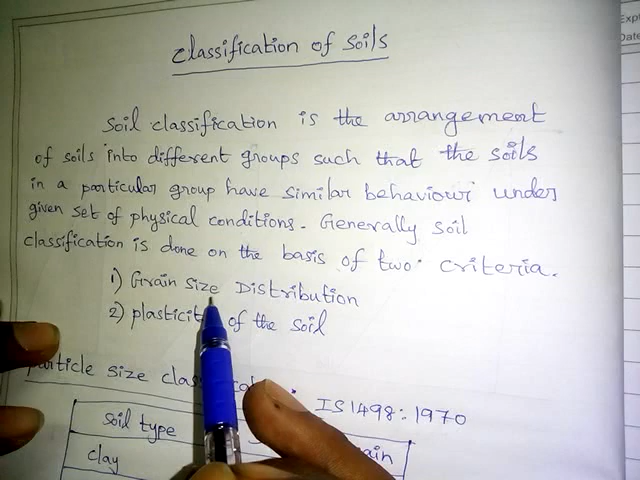 Classification of Soils
Soil classification is the arrangement
of soils into different groups such that the soils
in a particular group have similar behaviour under
given set of physical conditions. Generally soil
classification is done on the basis of two criteria.
1) Grain Size Distribution
2) plasticity of the soil
particle size IS 1498: 1970
soil type
clay